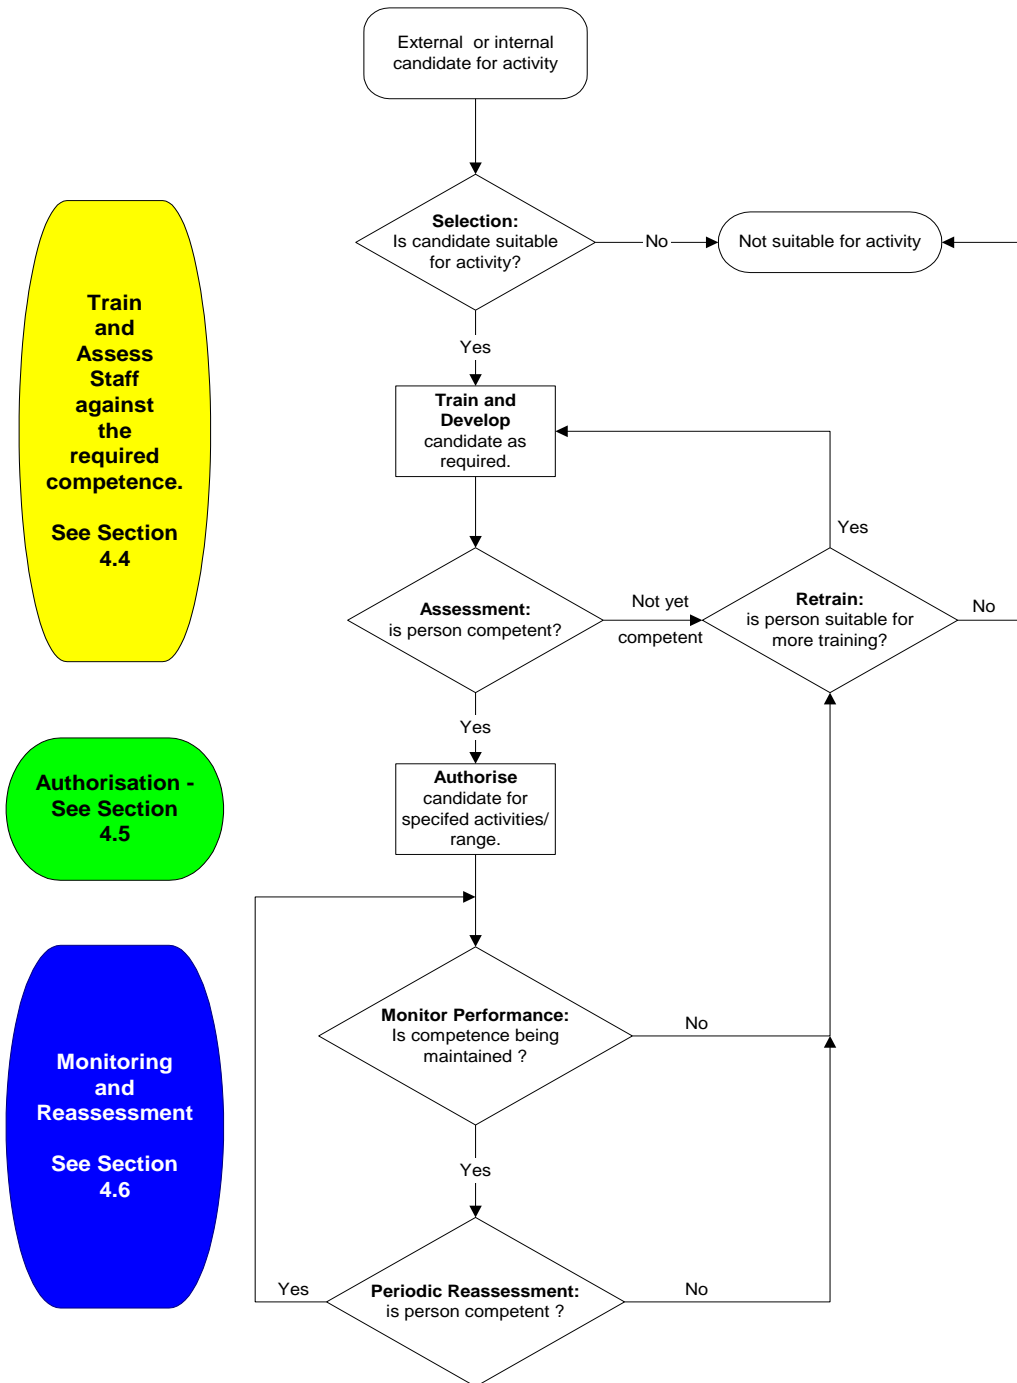 External or internal
candidate for activity
Selection:
Is candidate suitable
for activity?
No
Not suitable for activity
Yes
Train
and
Assess
Staff
against
the
required
competence.
See Section
4.4
Train and
Develop
candidate as
required.
Yes
Assessment:
is person competent?
Not yet
competent
Retrain:
is person suitable for
more training?
No
Yes
Authorisation -
See Section
4.5
Authorise
candidate for
specifed activities/
range.
Monitoring
and
Reassessment
See Section
4.6
Monitor Performance:
Is competence being
maintained ?
No
Yes
Yes
Periodic Reassessment:
is person competent ?
No